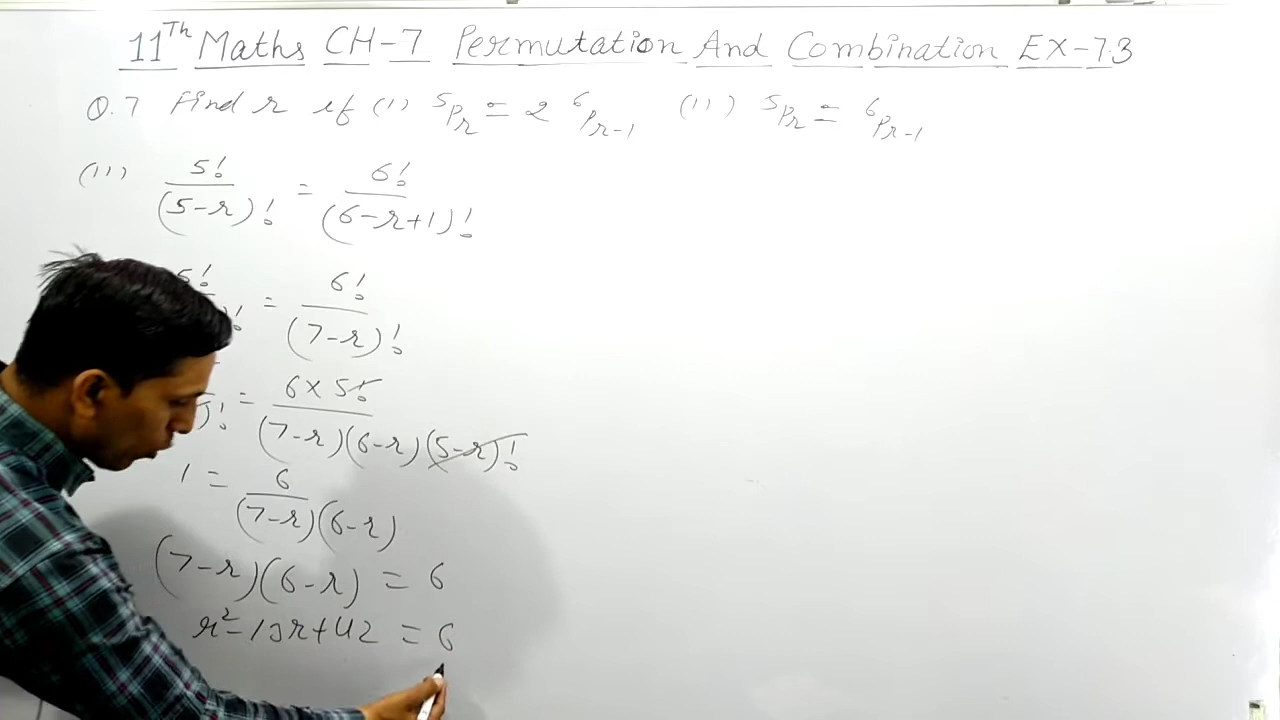 11Th Maths CH-7 Permutation And Combination EX-7.3
Q.7 Find r if (i) 5Pr = 2 6Pr-1 (ii) 5Pr = 6Pr-1
(ii) 5!/(5-r)! = 6!/(6-r+1)!
5! = 6!/(7-r)!
)! = 6×5!/(7-r)(6-r)(5-r)!
1 = 6/(7-r)(6-r)
(7-r)(6-r) = 6
r²-13r+42 = 6